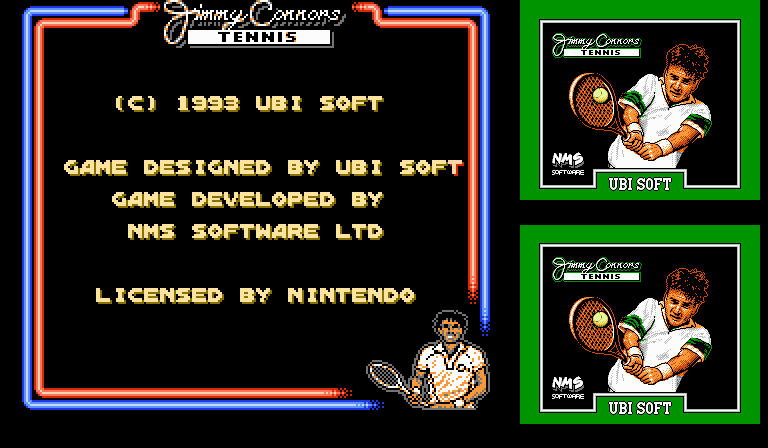 Jimmy Connors
TENNIS
(C) 1993 UBI SOFT
GAME DESIGNED BY UBI SOFT
GAME DEVELOPED BY
NMS SOFTWARE LTD
LICENSED BY NINTENDO
Jimmy Connors
TENNIS
NMS
SOFTWARE
UBI SOFT
Jimmy Connors
TENNIS
NMS
SOFTWARE
UBI SOFT